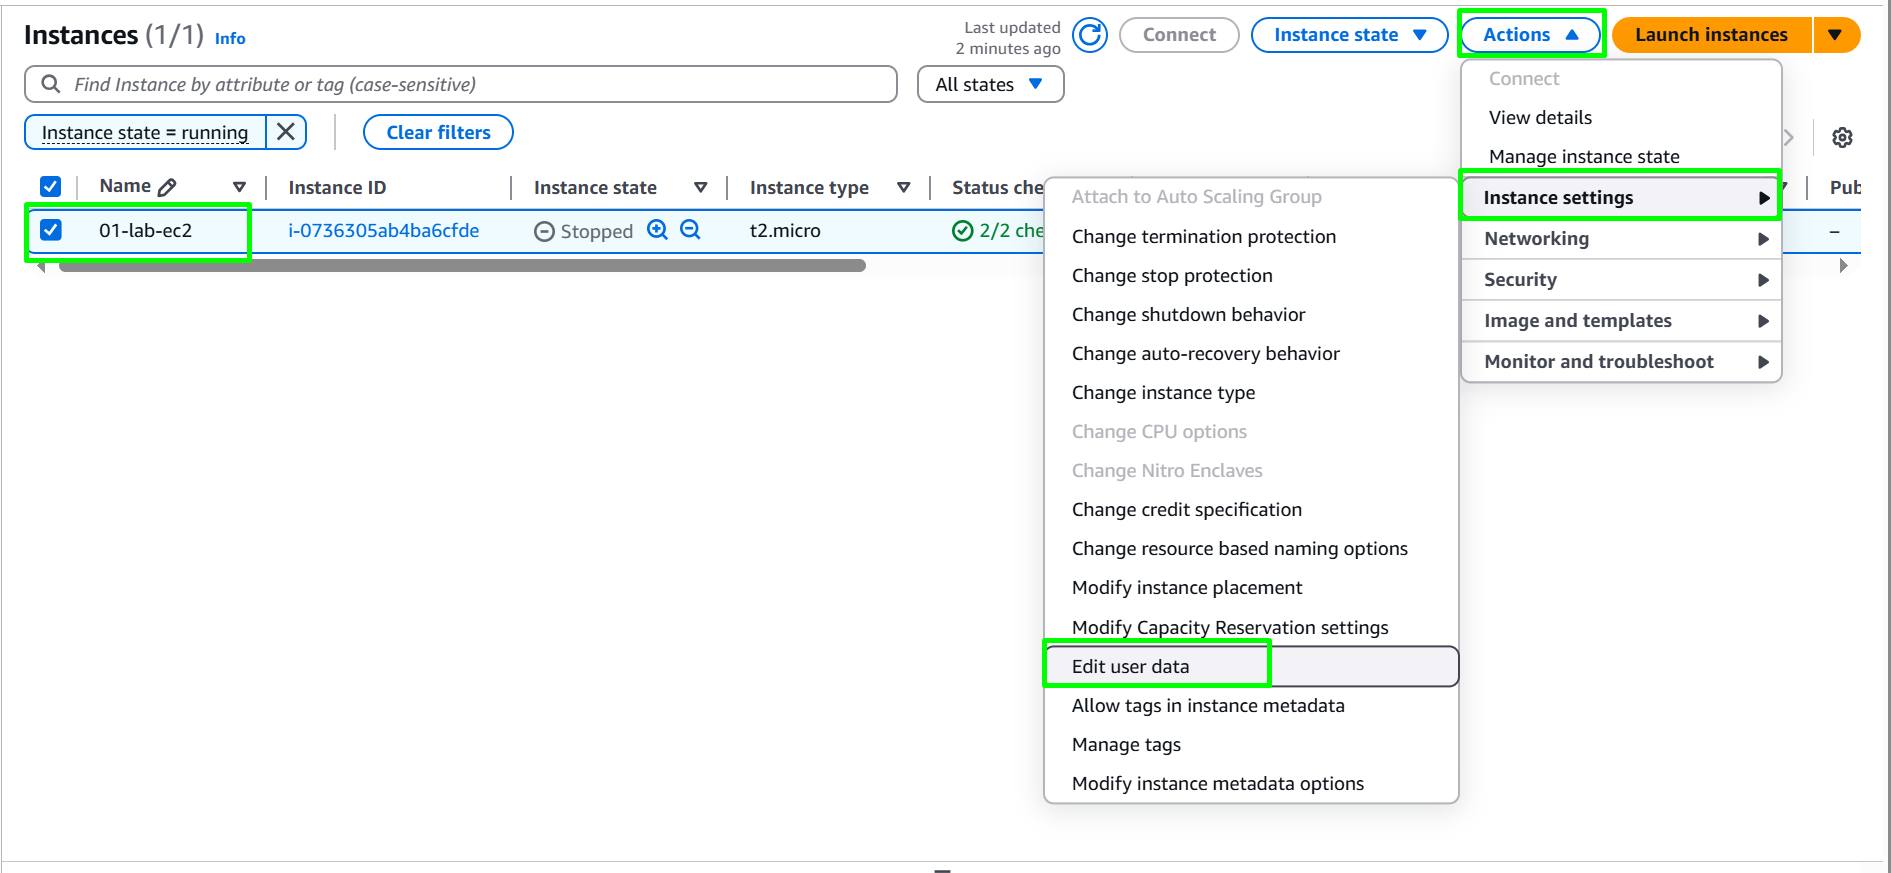 Instances (1/1) Info
Last updated
2 minutes ago
Connect
Instance state
Actions
Launch instances
Find Instance by attribute or tag (case-sensitive)
All states
Instance state = running
Clear filters
Name
Instance ID
Instance state
Instance type
Status che
Pub
01-lab-ec2
i-0736305ab4ba6cfde
Stopped
t2.micro
2/2 che
–
Connect
View details
Manage instance state
Instance settings
Networking
Security
Image and templates
Monitor and troubleshoot
Attach to Auto Scaling Group
Change termination protection
Change stop protection
Change shutdown behavior
Change auto-recovery behavior
Change instance type
Change CPU options
Change Nitro Enclaves
Change credit specification
Change resource based naming options
Modify instance placement
Modify Capacity Reservation settings
Edit user data
Allow tags in instance metadata
Manage tags
Modify instance metadata options